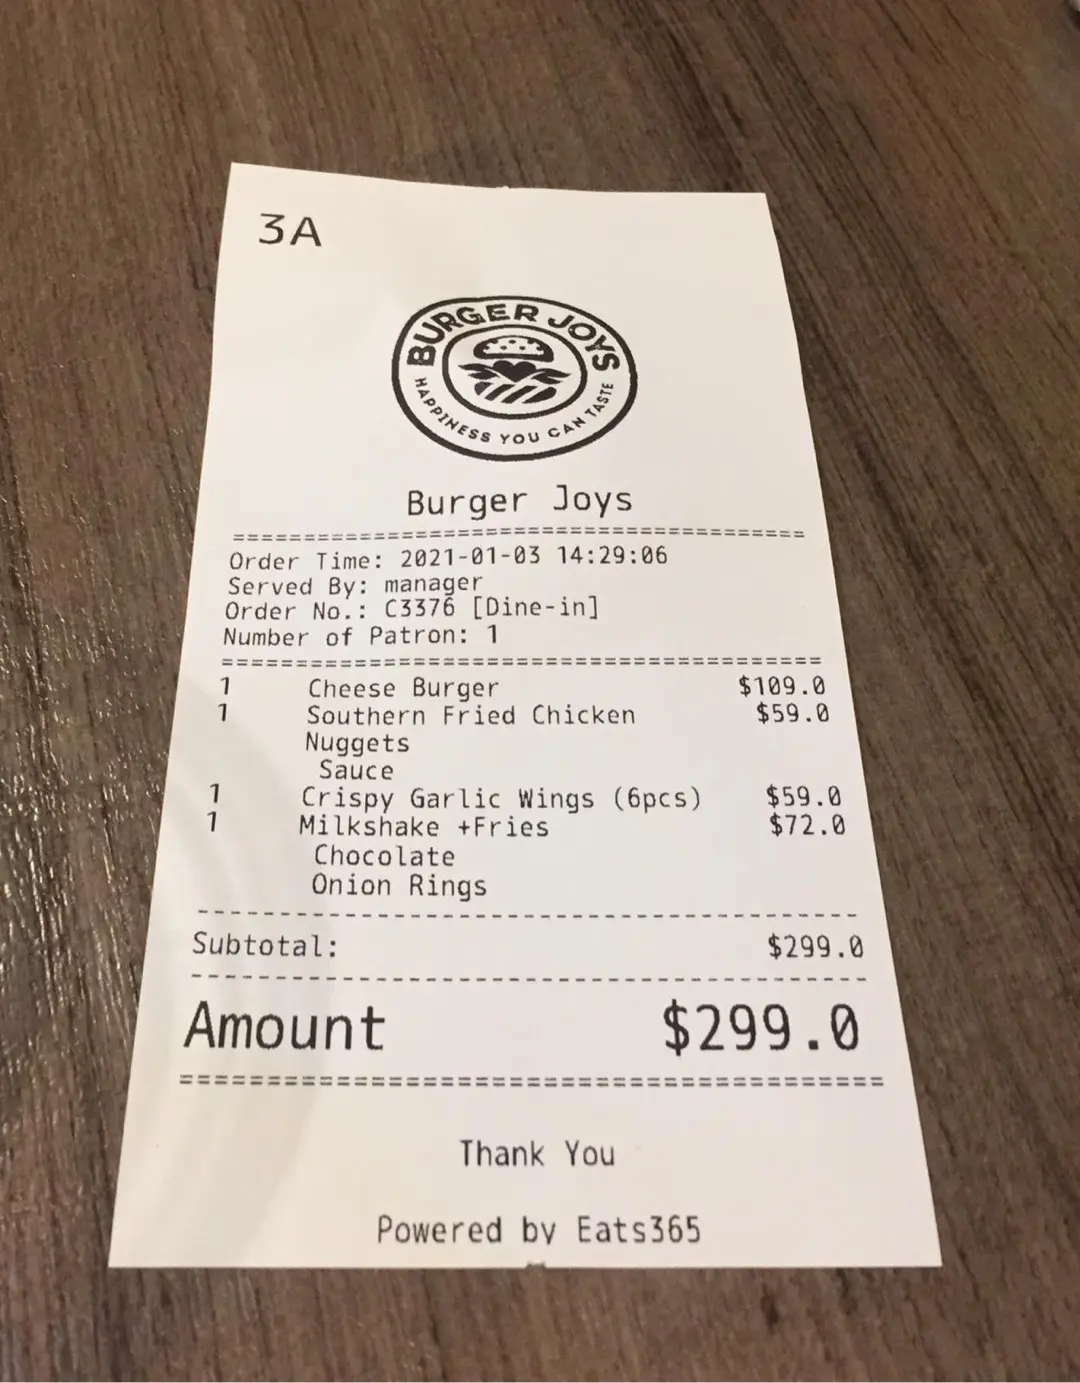 3A
BURGER JOYS
HAPPINESS YOU CAN TASTE
Burger Joys
========================================
Order Time: 2021-01-03 14:29:06
Served By: manager
Order No.: C3376 [Dine-in]
Number of Patron: 1
========================================
1 Cheese Burger $109.0
1 Southern Fried Chicken $59.0
Nuggets
Sauce
1 Crispy Garlic Wings (6pcs) $59.0
1 Milkshake +Fries $72.0
Chocolate
Onion Rings
----------------------------------------
Subtotal: $299.0
----------------------------------------
Amount $299.0
========================================
Thank You
Powered by Eats365